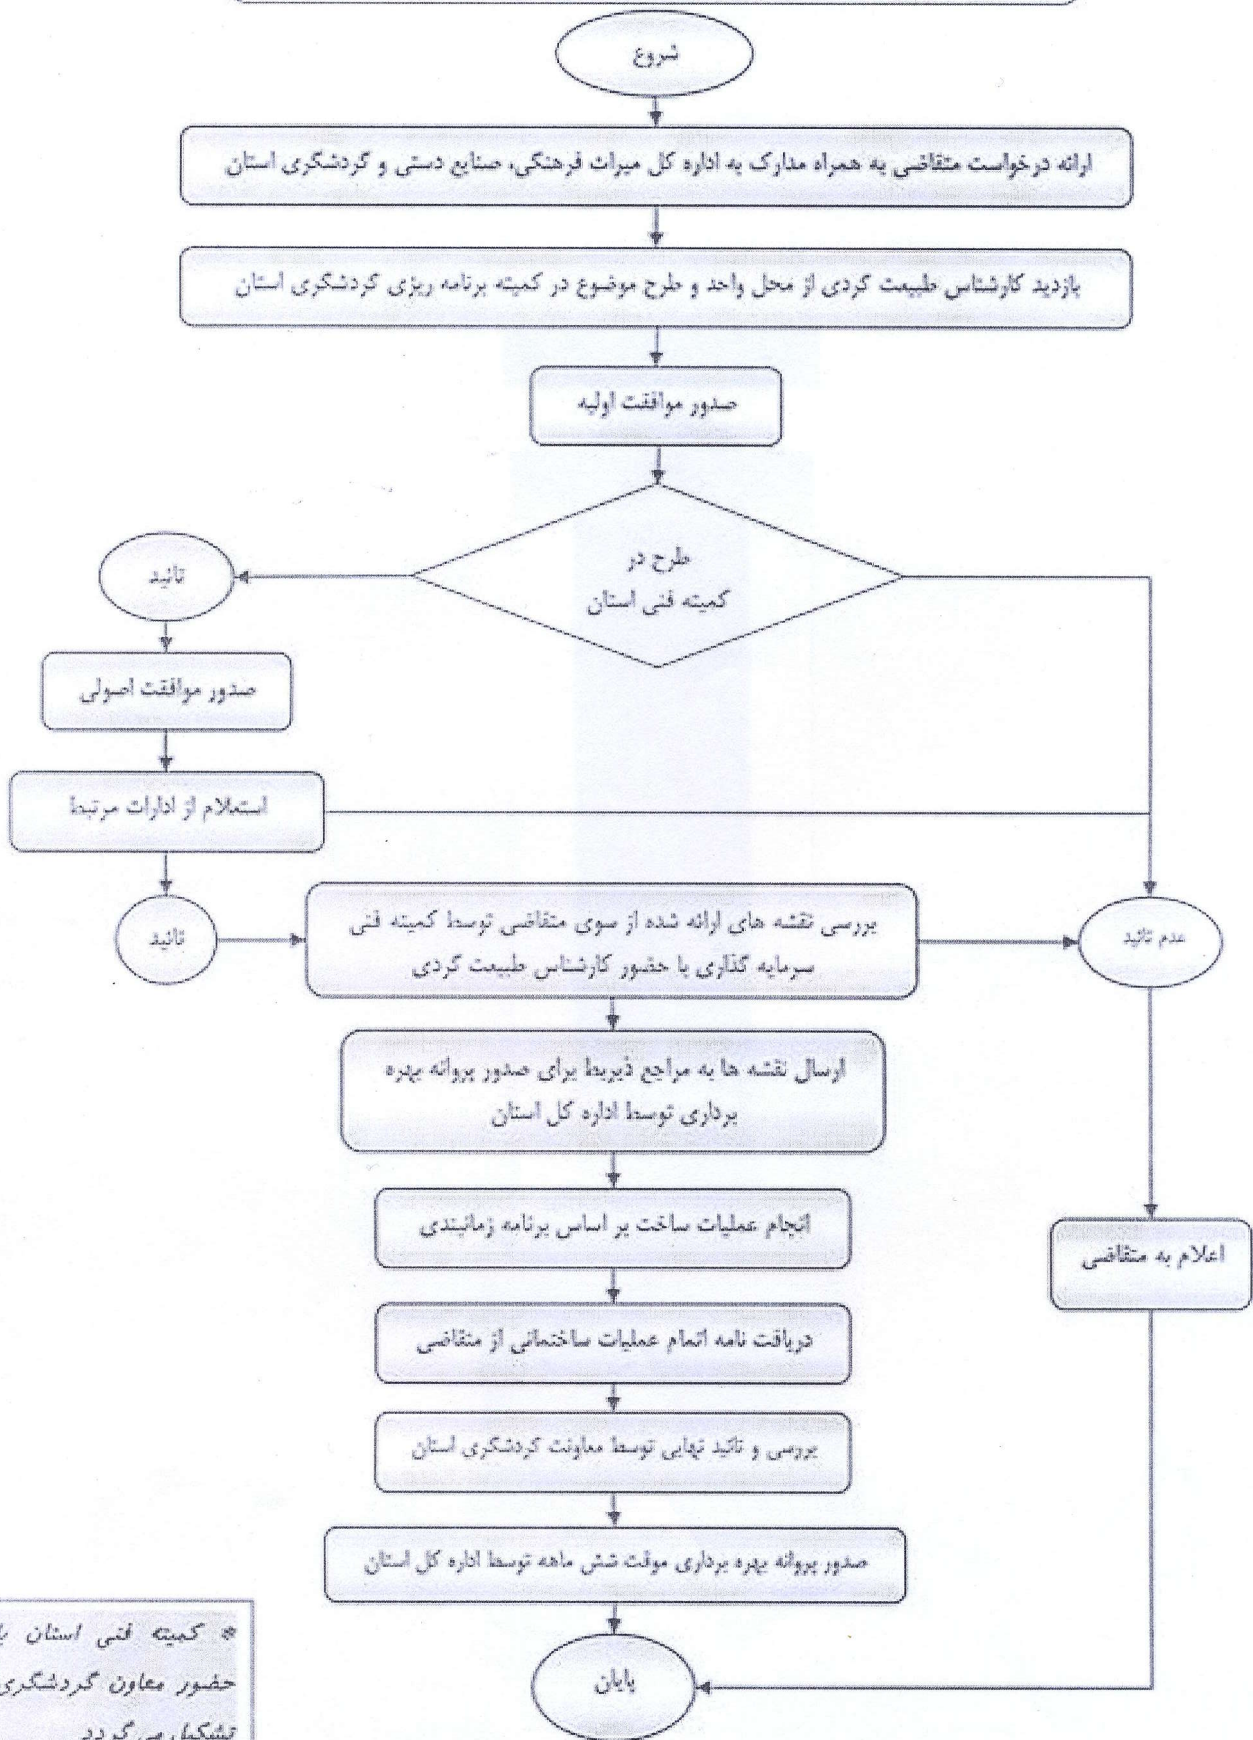 شروع
ارائه درخواست متقاضی به همراه مدارک به اداره کل میراث فرهنگی، صنایع دستی و گردشگری استان
بازدید کارشناس طبیعت گردی از محل واحد و طرح موضوع در کمیته برنامه ریزی گردشگری استان
صدور موافقت اولیه
طرح در
کمیته فنی استان
تائید
صدور موافقت اصولی
استعلام از ادارات مرتبط
تائید
بررسی نقشه های ارائه شده از سوی متقاضی توسط کمیته فنی
سرمایه گذاری با حضور کارشناس طبیعت گردی
عدم تائید
ارسال نقشه ها به مراجع ذیربط برای صدور پروانه بهره
برداری توسط اداره کل استان
انجام عملیات ساخت بر اساس برنامه زمانبندی
اعلام به متقاضی
دریافت نامه اتمام عملیات ساختمانی از متقاضی
بررسی و تائید نهایی توسط معاونت گردشگری استان
صدور پروانه بهره برداری موقت شش ماهه توسط اداره کل استان
پایان
* کمیته فنی استان با
حضور معاون گردشگری
تشکیل می گردد